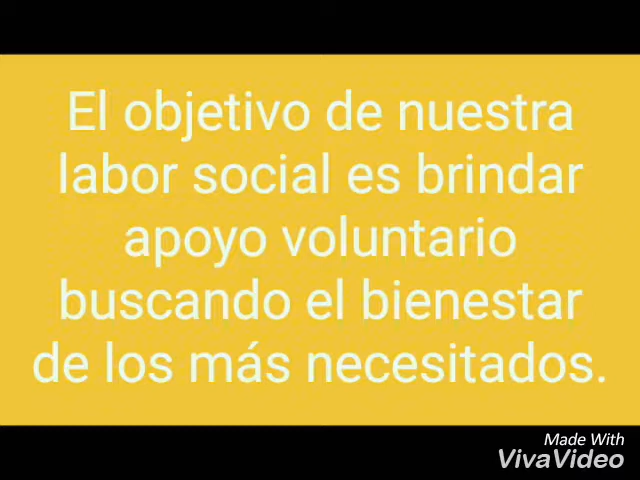 El objetivo de nuestra
labor social es brindar
apoyo voluntario
buscando el bienestar
de los más necesitados.
Made With
VivaVideo